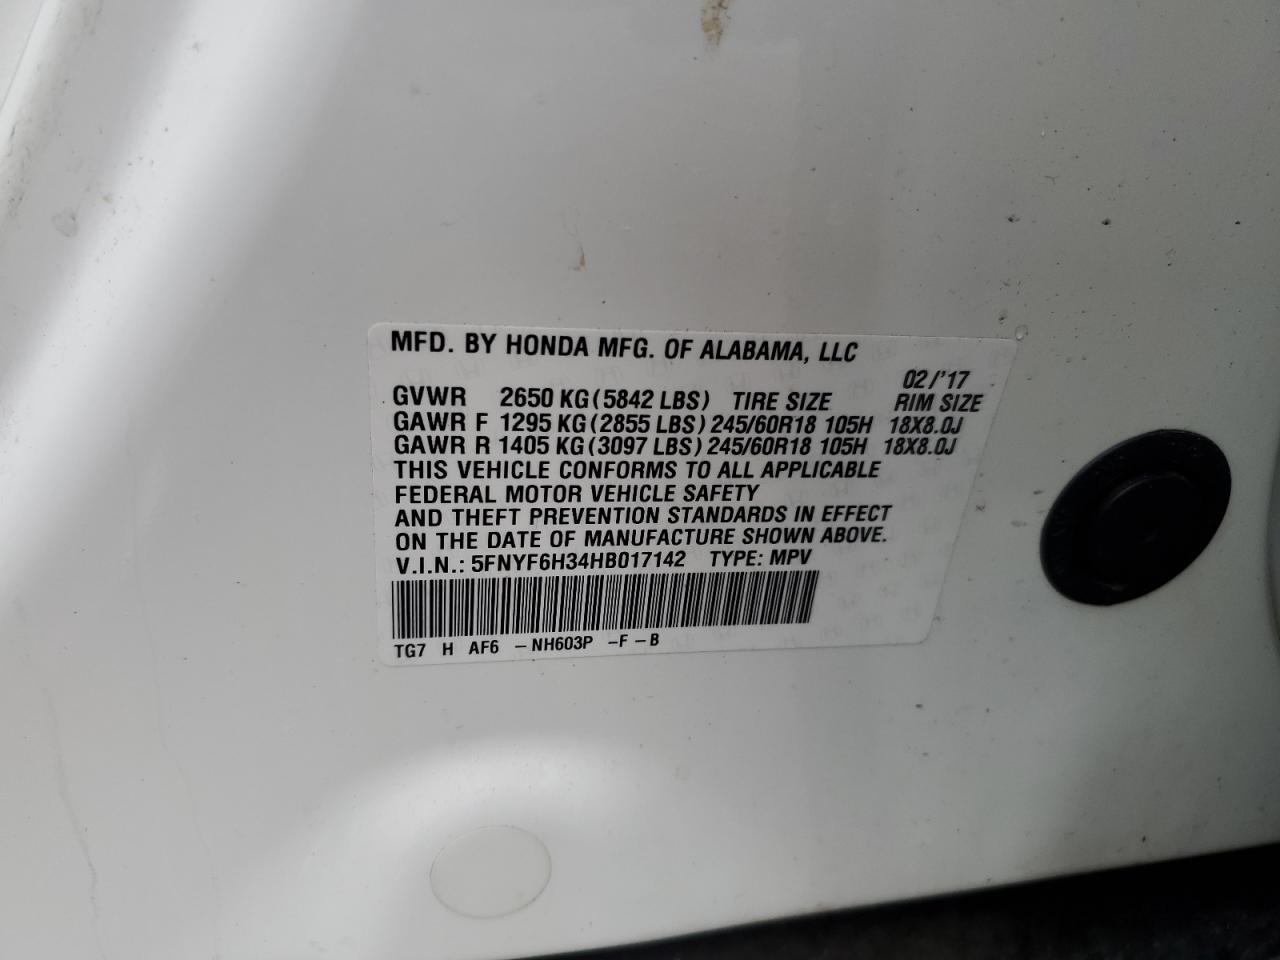 MFD. BY HONDA MFG. OF ALABAMA, LLC
02/'17
GVWR 2650 KG(5842 LBS) TIRE SIZE RIM SIZE
GAWR F 1295 KG(2855 LBS)245/60R18 105H 18X8.0J
GAWR R 1405 KG(3097 LBS)245/60R18 105H 18X8.0J
THIS VEHICLE CONFORMS TO ALL APPLICABLE
FEDERAL MOTOR VEHICLE SAFETY
AND THEFT PREVENTION STANDARDS IN EFFECT
ON THE DATE OF MANUFACTURE SHOWN ABOVE.
V.I.N.: 5FNYF6H34HB017142 TYPE: MPV
TG7 H AF6 -NH603P -F-B